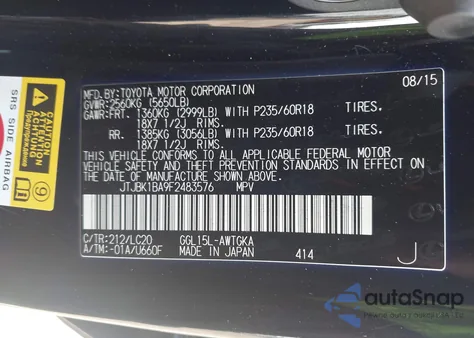 MFD.BY:TOYOTA MOTOR CORPORATION 08/15
GVWR:2560KG (5650LB)
GAWR:FRT. 1360KG (2999LB) WITH P235/60R18 TIRES.
18X7 1/2J RIMS.
RR. 1385KG (3056LB) WITH P235/60R18 TIRES.
18X7 1/2J RIMS.
THIS VEHICLE CONFORMS TO ALL APPLICABLE FEDERAL MOTOR
VEHICLE SAFETY AND THEFT PREVENTION STANDARDS IN EFFECT
ON THE DATE OF MANUFACTURE SHOWN ABOVE.
JTJBK1BA9F2483576 MPV
C/TR:212/LC20 GGL15L-AWTGKA
A/TM:-01A/U660F MADE IN JAPAN 414 J
SRS SIDE AIRBAG
ACHTUNG
9
autoSnap